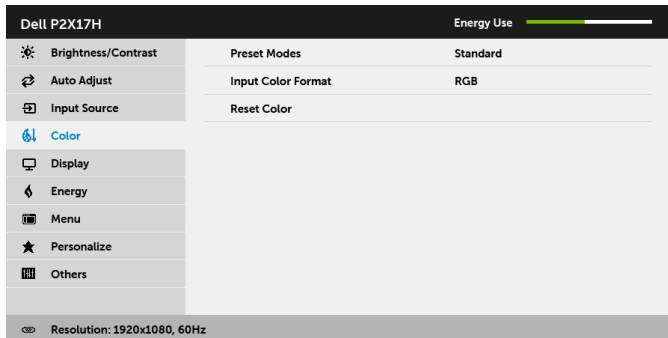 Dell P2X17H Energy Use
Brightness/Contrast Preset Modes Standard
Auto Adjust Input Color Format RGB
Input Source Reset Color
Color
Display
Energy
Menu
Personalize
Others
Resolution: 1920x1080, 60Hz